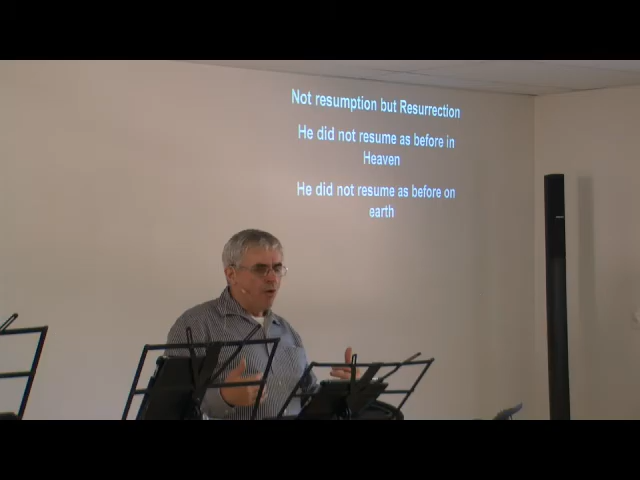 Not resumption but Resurrection
He did not resume as before in
Heaven
He did not resume as before on
earth